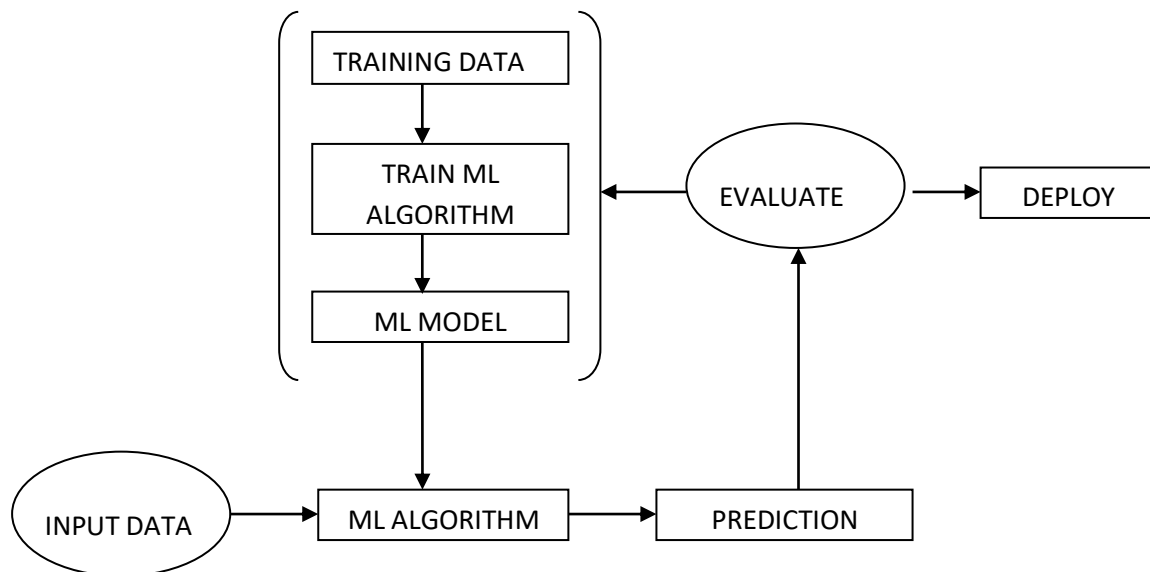 TRAINING DATA
TRAIN ML
ALGORITHM
EVALUATE
DEPLOY
ML MODEL
INPUT DATA
ML ALGORITHM
PREDICTION